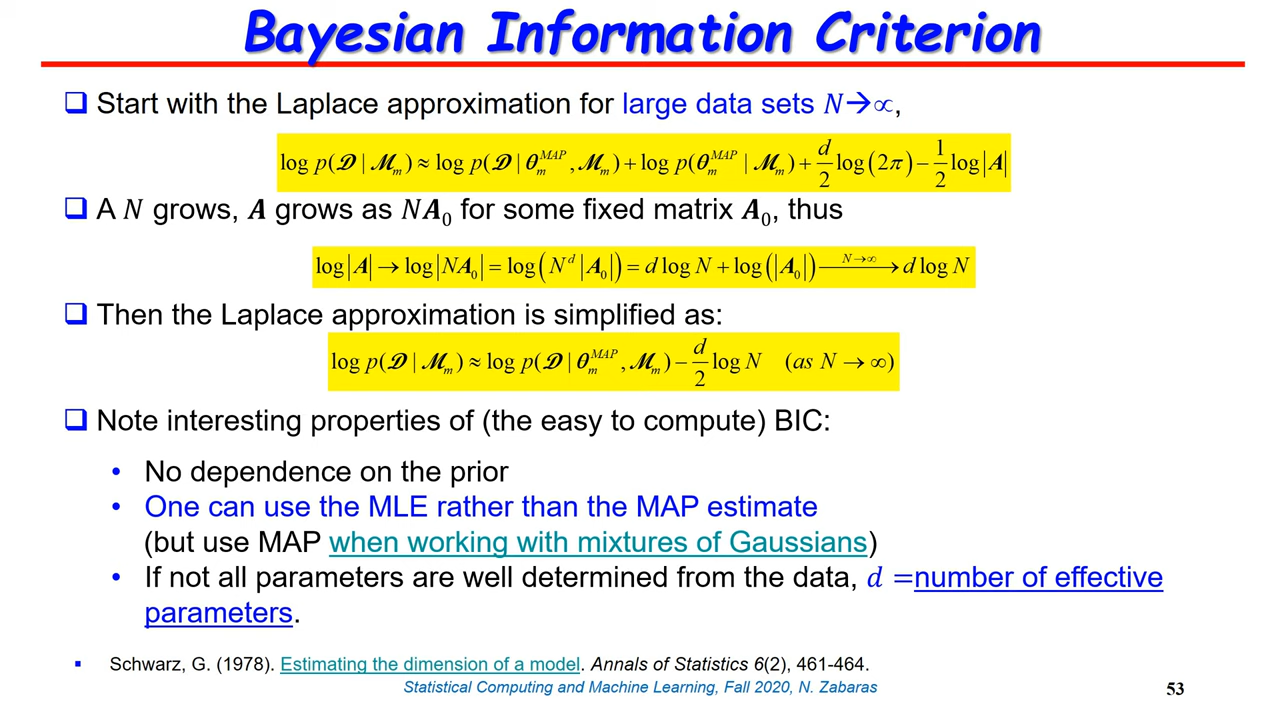 Bayesian Information Criterion
❑ Start with the Laplace approximation for large data sets 𝑁→∝,
log p(𝓓 | 𝓜_m) ≈ log p(𝓓 | θ_m^MAP, 𝓜_m) + log p(θ_m^MAP | 𝓜_m) + d/2 log(2π) − 1/2 log|A|
❑ A 𝑁 grows, 𝑨 grows as 𝑁𝑨₀ for some fixed matrix 𝑨₀, thus
log|A| → log|NA₀| = log(N^d |A₀|) = d log N + log(|A₀|) —N→∞→ d log N
❑ Then the Laplace approximation is simplified as:
log p(𝓓 | 𝓜_m) ≈ log p(𝓓 | θ_m^MAP, 𝓜_m) − d/2 log N (as N → ∞)
❑ Note interesting properties of (the easy to compute) BIC:
• No dependence on the prior
• One can use the MLE rather than the MAP estimate
(but use MAP when working with mixtures of Gaussians)
• If not all parameters are well determined from the data, 𝑑 =number of effective
parameters.
▪ Schwarz, G. (1978). Estimating the dimension of a model. Annals of Statistics 6(2), 461-464.
Statistical Computing and Machine Learning, Fall 2020, N. Zabaras
53